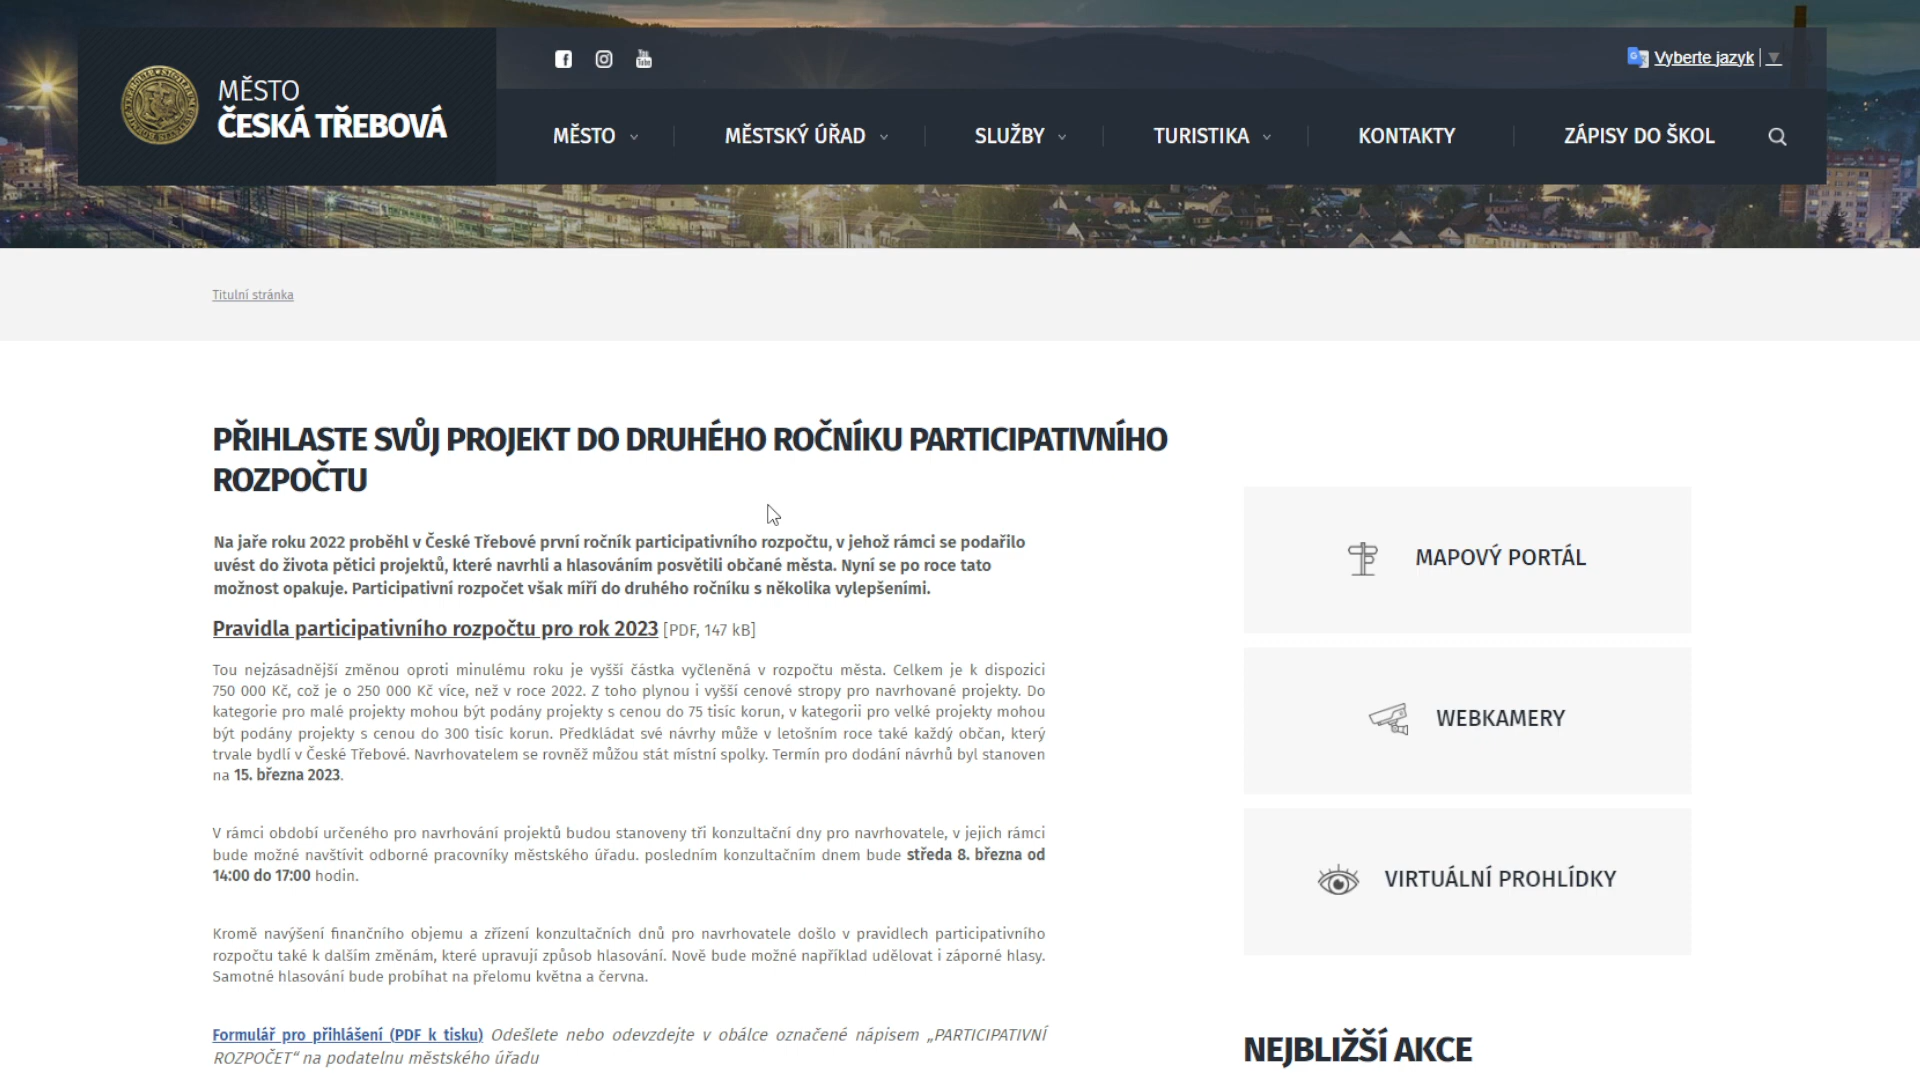 MĚSTO
ČESKÁ TŘEBOVÁ
Vyberte jazyk ▼
MĚSTO
MĚSTSKÝ ÚŘAD
SLUŽBY
TURISTIKA
KONTAKTY
ZÁPISY DO ŠKOL
Titulní stránka
PŘIHLASTE SVŮJ PROJEKT DO DRUHÉHO ROČNÍKU PARTICIPATIVNÍHO
ROZPOČTU
Na jaře roku 2022 proběhl v České Třebové první ročník participativního rozpočtu, v jehož rámci se podařilo
uvést do života pětici projektů, které navrhli a hlasováním posvětili občané města. Nyní se po roce tato
možnost opakuje. Participativní rozpočet však míří do druhého ročníku s několika vylepšeními.
Pravidla participativního rozpočtu pro rok 2023 [PDF, 147 kB]
Tou nejzásadnější změnou oproti minulému roku je vyšší částka vyčleněná v rozpočtu města. Celkem je k dispozici
750 000 Kč, což je o 250 000 Kč více, než v roce 2022. Z toho plynou i vyšší cenové stropy pro navrhované projekty. Do
kategorie pro malé projekty mohou být podány projekty s cenou do 75 tisíc korun, v kategorii pro velké projekty mohou
být podány projekty s cenou do 300 tisíc korun. Předkládat své návrhy může v letošním roce také každý občan, který
trvale bydlí v České Třebové. Navrhovatelem se rovněž můžou stát místní spolky. Termín pro dodání návrhů byl stanoven
na 15. března 2023.
V rámci období určeného pro navrhování projektů budou stanoveny tři konzultační dny pro navrhovatele, v jejich rámci
bude možné navštívit odborné pracovníky městského úřadu. posledním konzultačním dnem bude středa 8. března od
14:00 do 17:00 hodin.
Kromě navýšení finančního objemu a zřízení konzultačních dnů pro navrhovatele došlo v pravidlech participativního
rozpočtu také k dalším změnám, které upravují způsob hlasování. Nově bude možné například udělovat i záporné hlasy.
Samotné hlasování bude probíhat na přelomu května a června.
Formulář pro přihlášení (PDF k tisku) Odešlete nebo odevzdejte v obálce označené nápisem „PARTICIPATIVNÍ
ROZPOČET“ na podatelnu městského úřadu
MAPOVÝ PORTÁL
WEBKAMERY
VIRTUÁLNÍ PROHLÍDKY
NEJBLIŽŠÍ AKCE